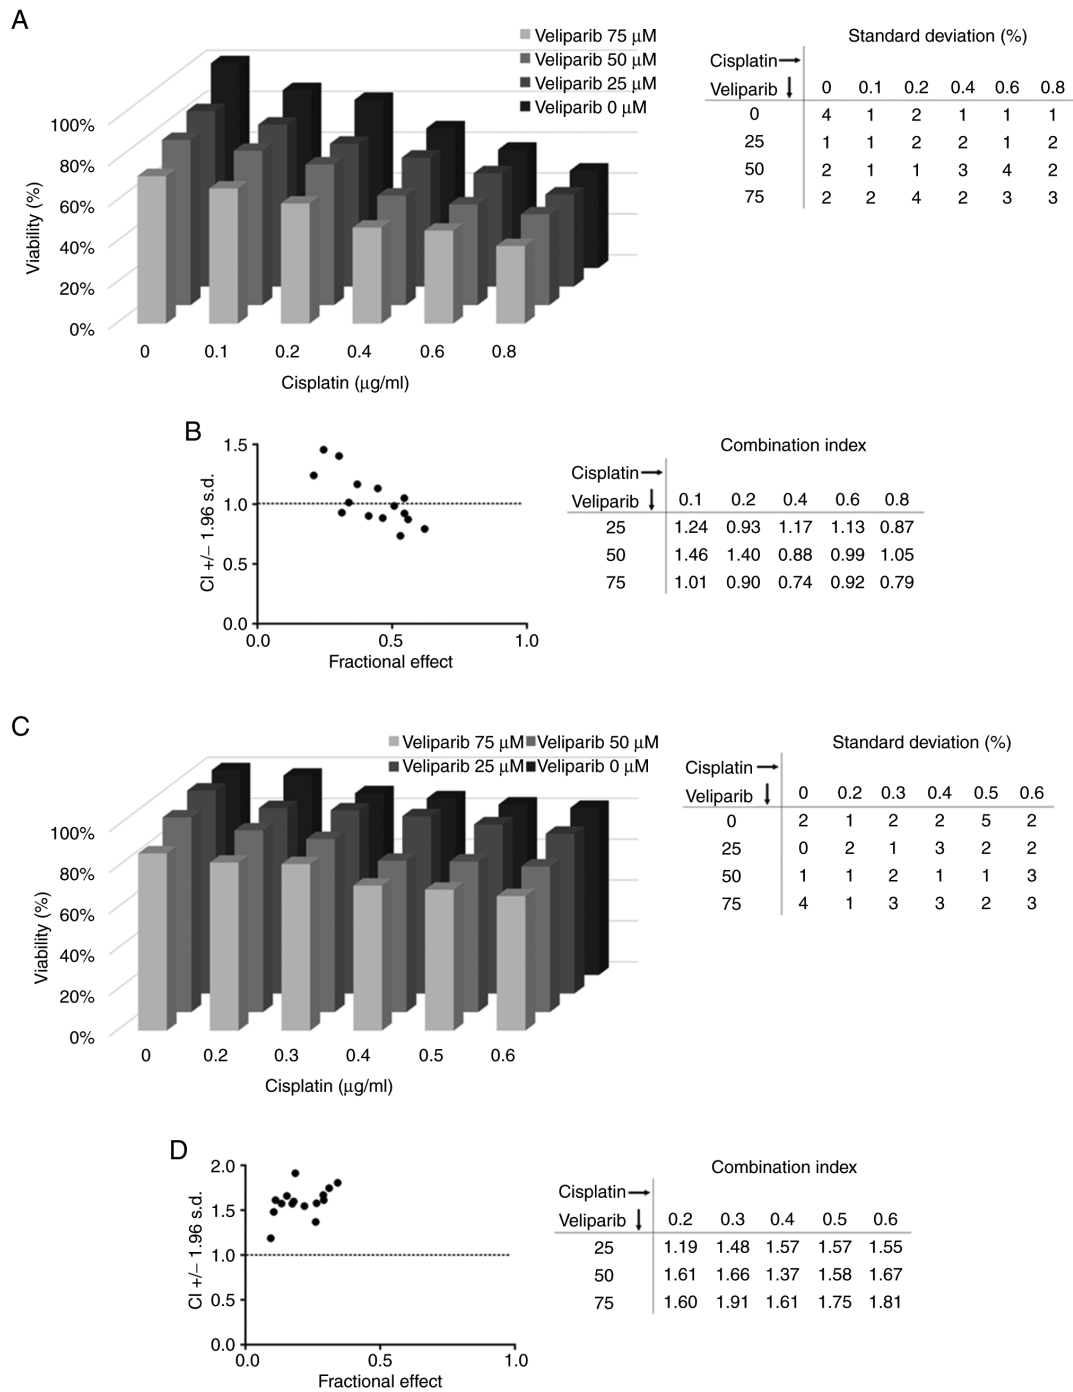 A
Veliparib 75 μM
Veliparib 50 μM
Veliparib 25 μM
Veliparib 0 μM
100%
80%
60%
40%
20%
0%
Viability (%)
0 0.1 0.2 0.4 0.6 0.8
Cisplatin (μg/ml)
Standard deviation (%)
Cisplatin
Veliparib 0 0.1 0.2 0.4 0.6 0.8
0 4 1 2 1 1 1
25 1 1 2 2 1 2
50 2 1 1 3 4 2
75 2 2 4 2 3 3
B
1.5
1.0
0.5
0.0
CI +/− 1.96 s.d.
0.0 0.5 1.0
Fractional effect
Combination index
Cisplatin
Veliparib 0.1 0.2 0.4 0.6 0.8
25 1.24 0.93 1.17 1.13 0.87
50 1.46 1.40 0.88 0.99 1.05
75 1.01 0.90 0.74 0.92 0.79
C
Veliparib 75 μM Veliparib 50 μM
Veliparib 25 μM Veliparib 0 μM
100%
80%
60%
40%
20%
0%
Viability (%)
0 0.2 0.3 0.4 0.5 0.6
Cisplatin (μg/ml)
Standard deviation (%)
Cisplatin
Veliparib 0 0.2 0.3 0.4 0.5 0.6
0 2 1 2 2 5 2
25 0 2 1 3 2 2
50 1 1 2 1 1 3
75 4 1 3 3 2 3
D
2.0
1.5
1.0
0.5
0.0
CI +/− 1.96 s.d.
0.0 0.5 1.0
Fractional effect
Combination index
Cisplatin
Veliparib 0.2 0.3 0.4 0.5 0.6
25 1.19 1.48 1.57 1.57 1.55
50 1.61 1.66 1.37 1.58 1.67
75 1.60 1.91 1.61 1.75 1.81